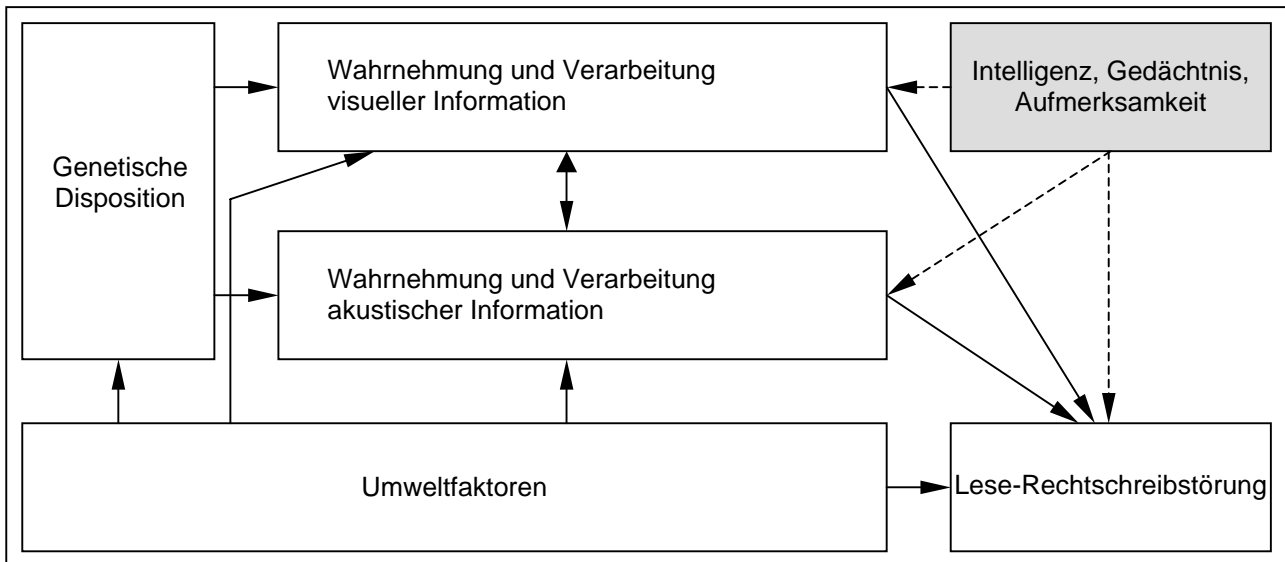 Genetische
Disposition
Wahrnehmung und Verarbeitung
visueller Information
Intelligenz, Gedächtnis,
Aufmerksamkeit
Wahrnehmung und Verarbeitung
akustischer Information
Umweltfaktoren
Lese-Rechtschreibstörung